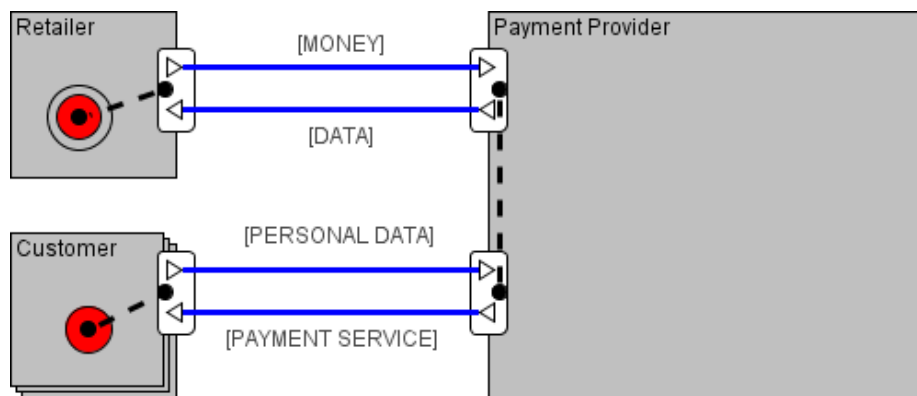 Retailer
[MONEY]
Payment Provider
[DATA]
[PERSONAL DATA]
Customer
[PAYMENT SERVICE]